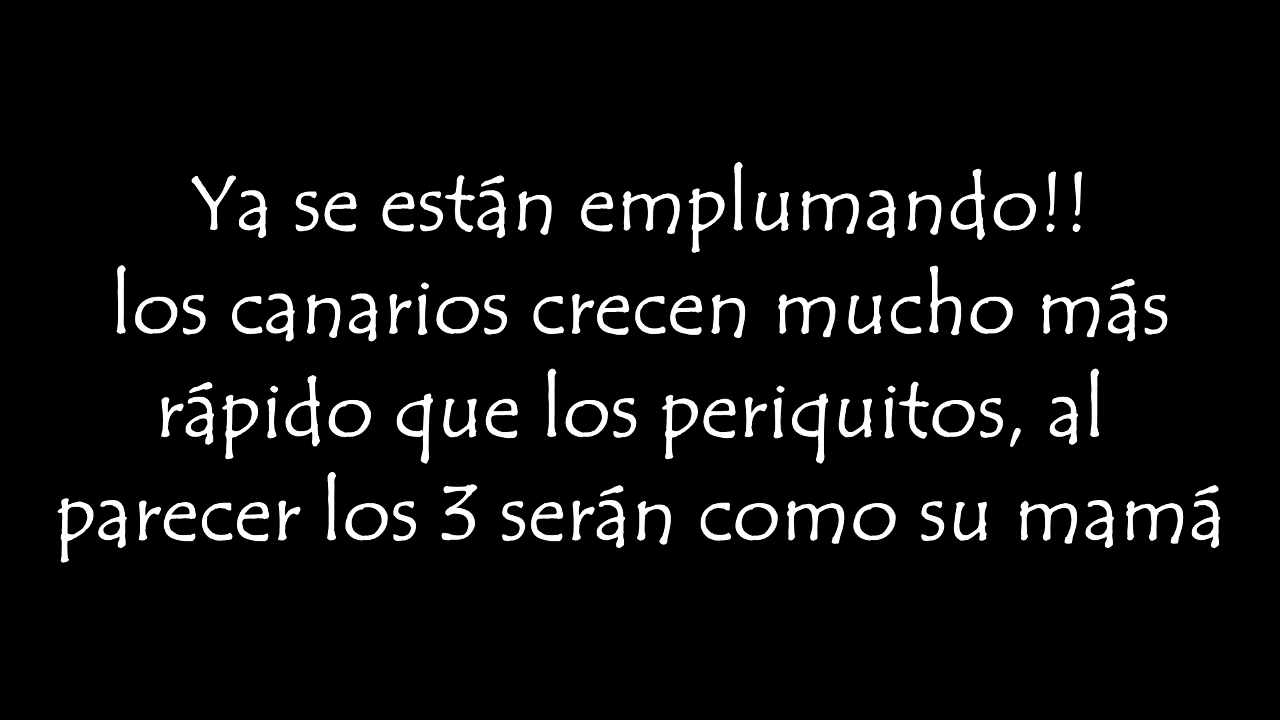 Ya se están emplumando!!
los canarios crecen mucho más
rápido que los periquitos, al
parecer los 3 serán como su mamá